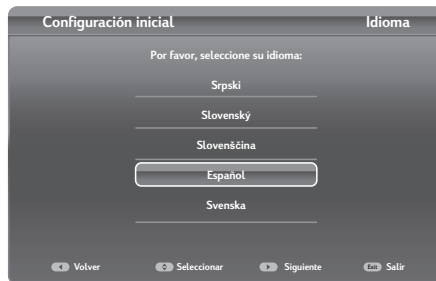 Configuración inicial Idioma
Por favor, seleccione su idioma:
Srpski
Slovenský
Slovenščina
Español
Svenska
Volver Seleccionar Siguiente Exit Salir